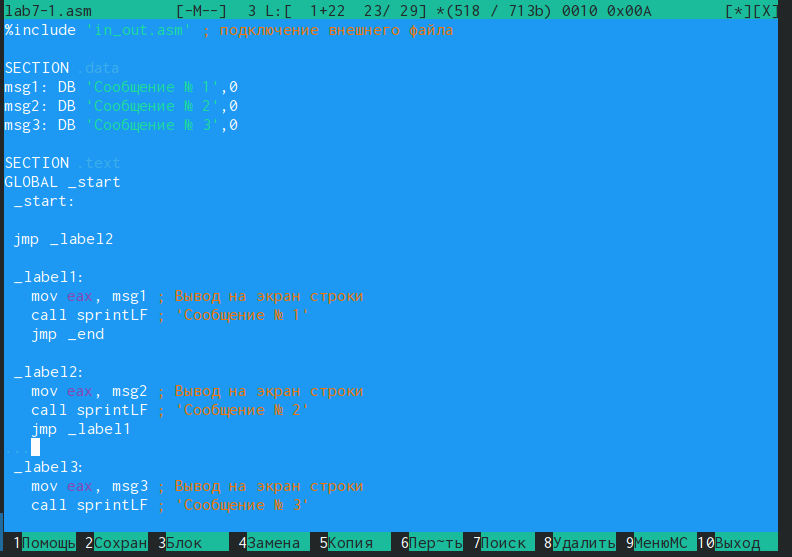 lab7-1.asm [-M--] 3 L:[ 1+22 23/ 29] *(518 / 713b) 0010 0x00A [*][X]
%include 'in_out.asm' ; подключение внешнего файла
SECTION .data
msg1: DB 'Сообщение № 1',0
msg2: DB 'Сообщение № 2',0
msg3: DB 'Сообщение № 3',0
SECTION .text
GLOBAL _start
_start:
jmp _label2
_label1:
mov eax, msg1 ; Вывод на экран строки
call sprintLF ; 'Сообщение № 1'
jmp _end
_label2:
mov eax, msg2 ; Вывод на экран строки
call sprintLF ; 'Сообщение № 2'
jmp _label1
...
_label3:
mov eax, msg3 ; Вывод на экран строки
call sprintLF ; 'Сообщение № 3'
1Помощь 2Сохран 3Блок 4Замена 5Копия 6Пер~ть 7Поиск 8Удалить 9МенюMC 10Выход